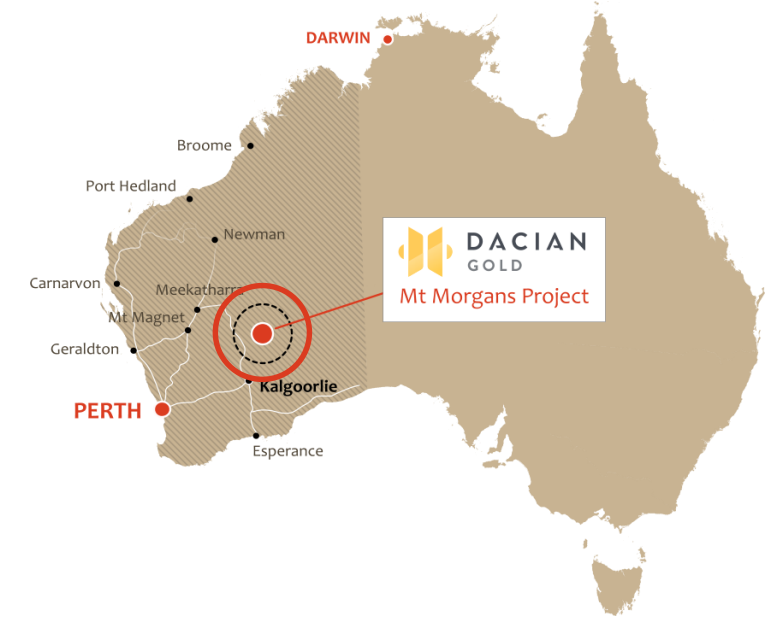 DARWIN
Broome
Port Hedland
Newman
Carnarvon
Meekatharra
Mt Magnet
Geraldton
DACIAN
GOLD
Mt Morgans Project
Kalgoorlie
PERTH
Esperance